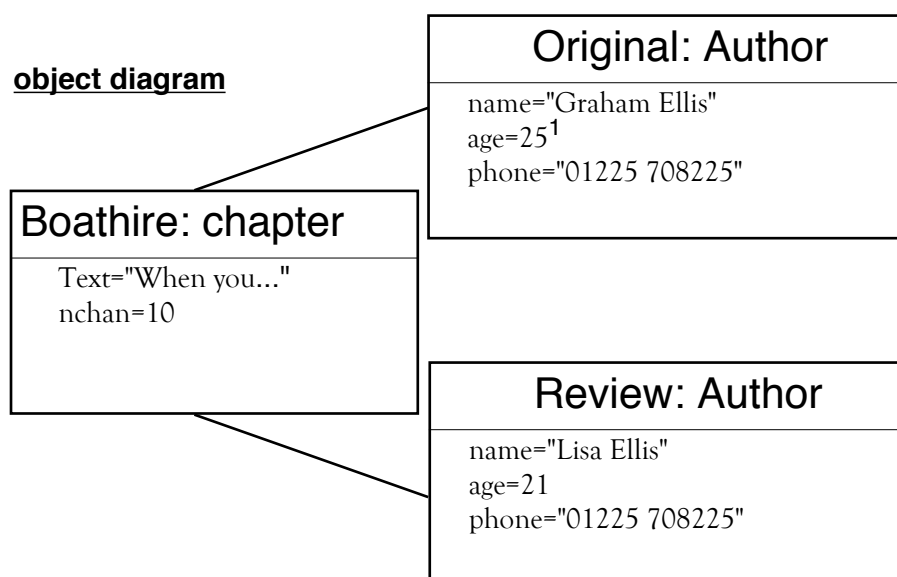 object diagram
Original: Author
name="Graham Ellis"
age=25¹
phone="01225 708225"
Boathire: chapter
Text="When you..."
nchan=10
Review: Author
name="Lisa Ellis"
age=21
phone="01225 708225"